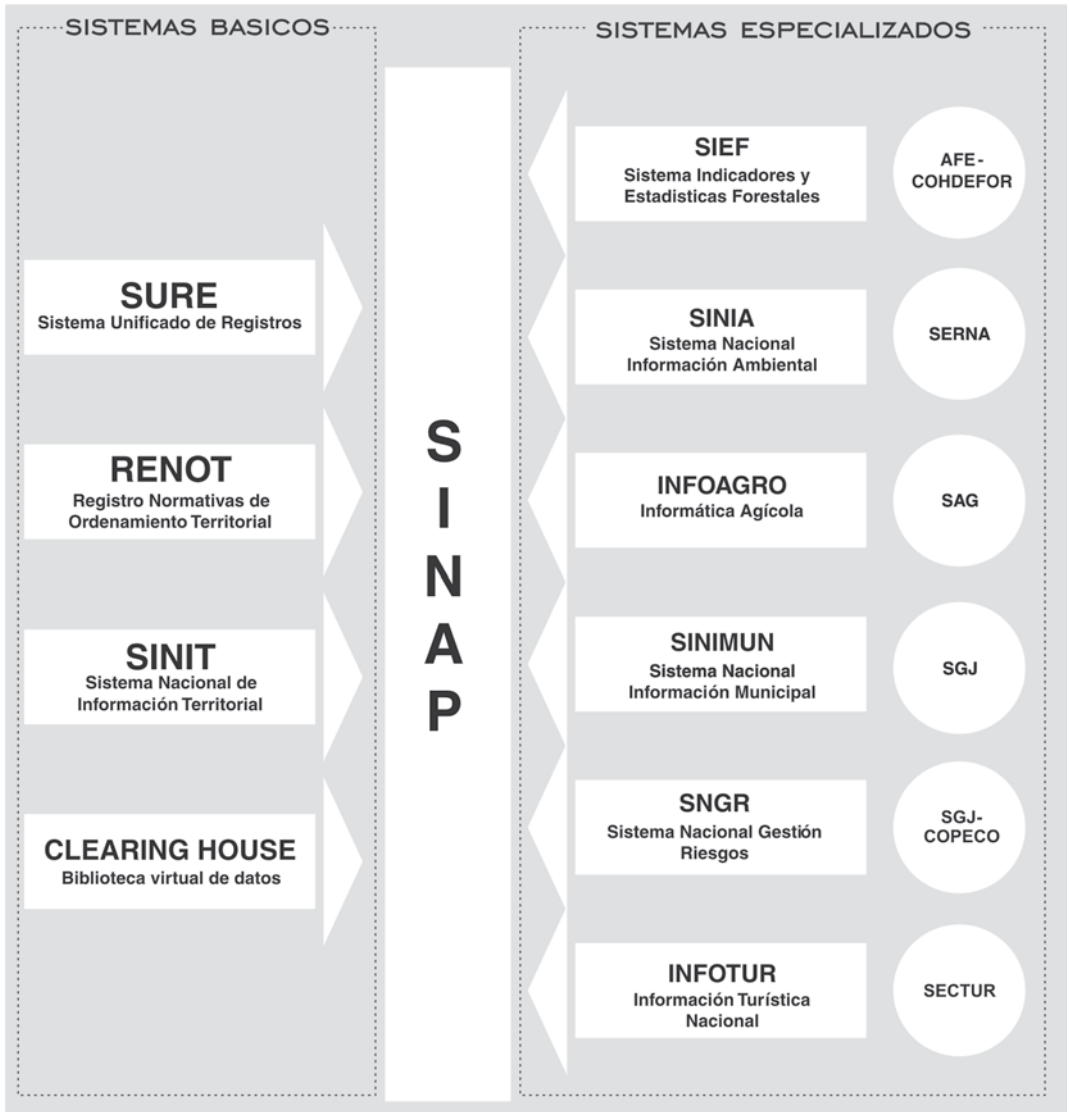 SISTEMAS BASICOS
SURE
Sistema Unificado de Registros
RENOT
Registro Normativas de
Ordenamiento Territorial
SINIT
Sistema Nacional de
Información Territorial
CLEARING HOUSE
Biblioteca virtual de datos
S
I
N
A
P
SISTEMAS ESPECIALIZADOS
SIEF
Sistema Indicadores y
Estadisticas Forestales
AFE-
COHDEFOR
SINIA
Sistema Nacional
Información Ambiental
SERNA
INFOAGRO
Informática Agícola
SAG
SINIMUN
Sistema Nacional
Información Municipal
SGJ
SNGR
Sistema Nacional Gestión
Riesgos
SGJ-
COPECO
INFOTUR
Información Turística
Nacional
SECTUR